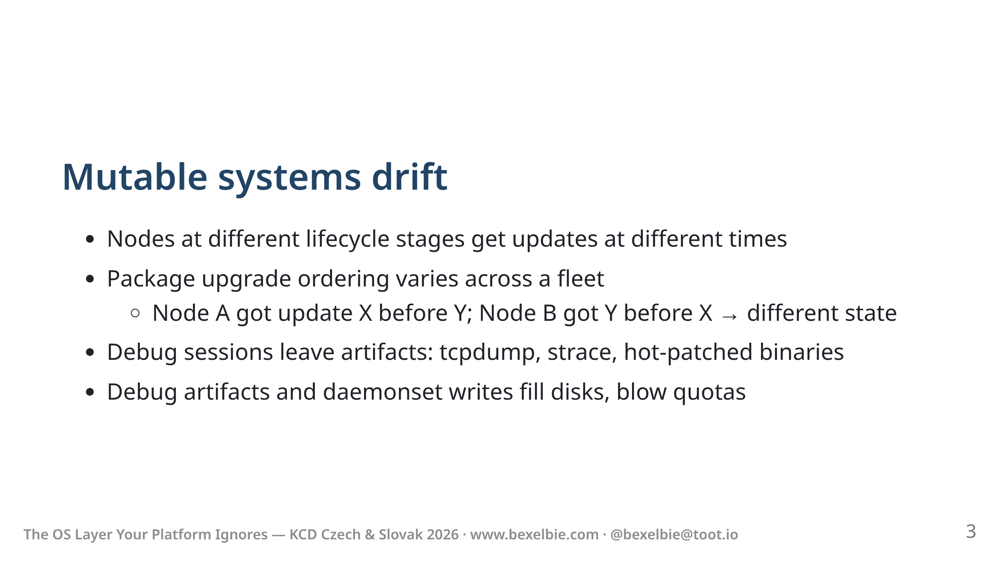 Mutable systems drift
• Nodes at different lifecycle stages get updates at different times
• Package upgrade ordering varies across a fleet
○ Node A got update X before Y; Node B got Y before X → different state
• Debug sessions leave artifacts: tcpdump, strace, hot-patched binaries
• Debug artifacts and daemonset writes fill disks, blow quotas
The OS Layer Your Platform Ignores — KCD Czech & Slovak 2026 · www.bexelbie.com · @bexelbie@toot.io
3